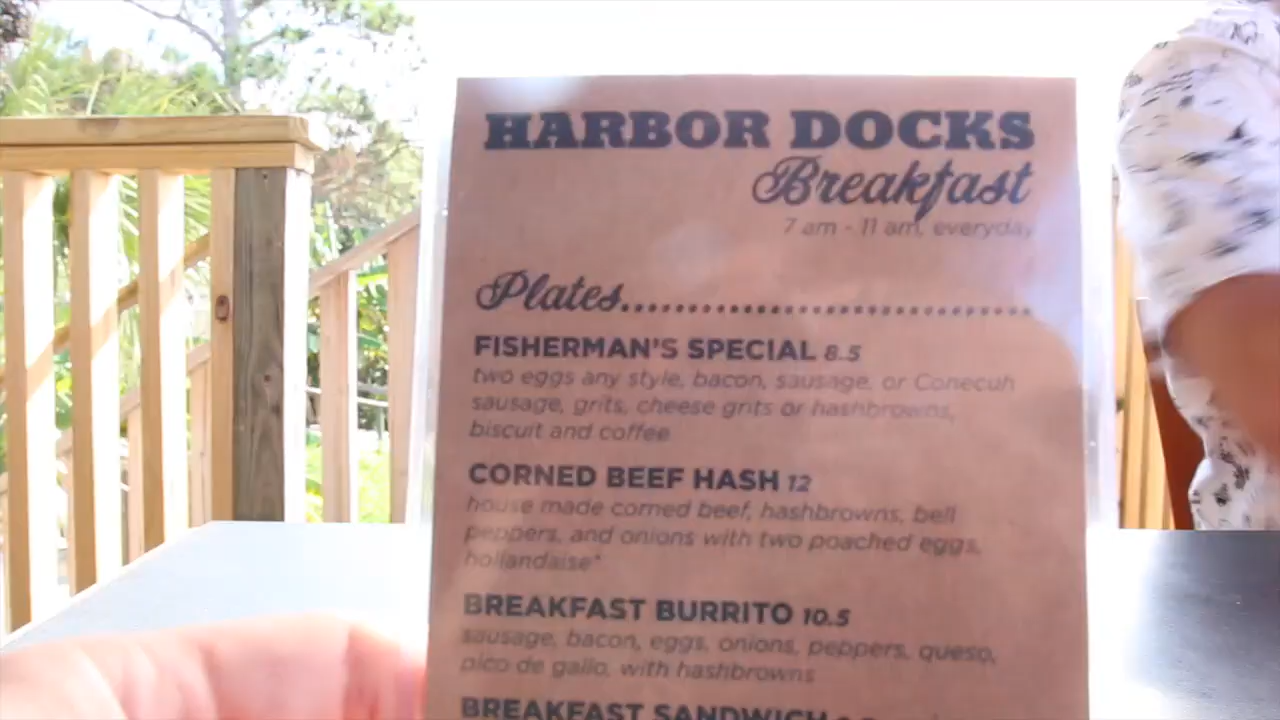 HARBOR DOCKS
Breakfast
7 am - 11 am, everyday
Plates..............................
FISHERMAN'S SPECIAL 8.5
two eggs any style, bacon, sausage, or Conecuh
sausage, grits, cheese grits or hashbrowns,
biscuit and coffee
CORNED BEEF HASH 12
house made corned beef, hashbrowns, bell
peppers, and onions with two poached eggs,
hollandaise*
BREAKFAST BURRITO 10.5
sausage, bacon, eggs, onions, peppers, queso,
pico de gallo, with hashbrowns
BREAKFAST SANDWICH